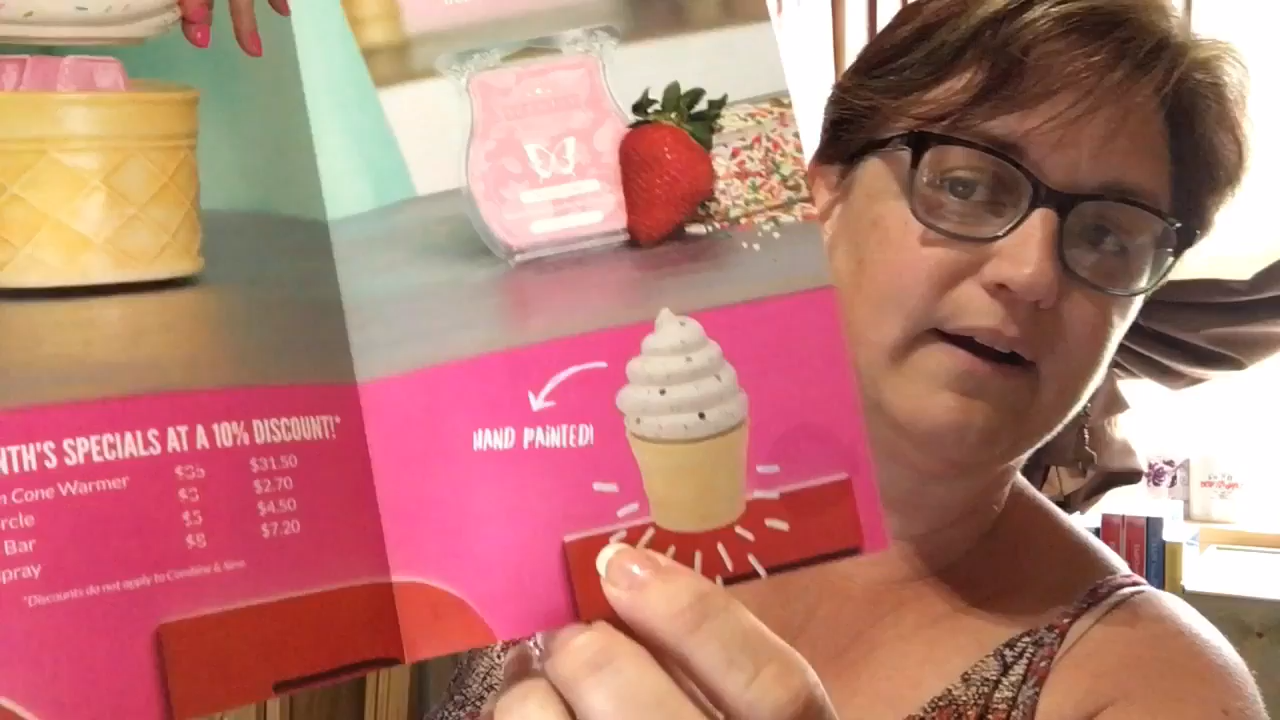 HAND PAINTED!
NTH'S SPECIALS AT A 10% DISCOUNT!*
n Cone Warmer $35 $31.50
rcle $3 $2.70
Bar $5 $4.50
pray $8 $7.20
*Discounts do not apply to Combine & Save.